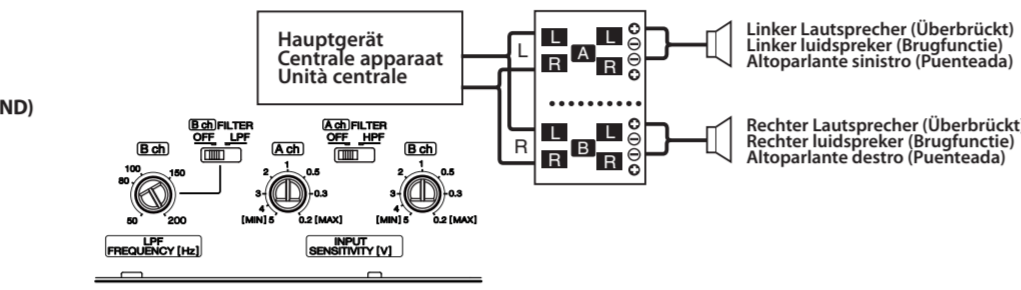 Hauptgerät
Centrale apparaat
Unità centrale
L
R
L L ⊕
A ⊖
R R ⊖
⊕
L L ⊕
B ⊖
R R ⊖
⊕
Linker Lautsprecher (Überbrückt)
Linker luidspreker (Brugfunctie)
Altoparlante sinistro (Puenteada)
Rechter Lautsprecher (Überbrückt
Rechter luidspreker (Brugfunctie)
Altoparlante destro (Puenteada)
ND)
B ch FILTER
OFF LPF
A ch FILTER
OFF HPF
B ch
100 150
80
50 200
LPF
FREQUENCY [Hz]
A ch
1
2 0.5
3 0.3
4
[MIN] 5 0.2 [MAX]
B ch
1
2 0.5
3 0.3
4
[MIN] 5 0.2 [MAX]
INPUT
SENSITIVITY [V]